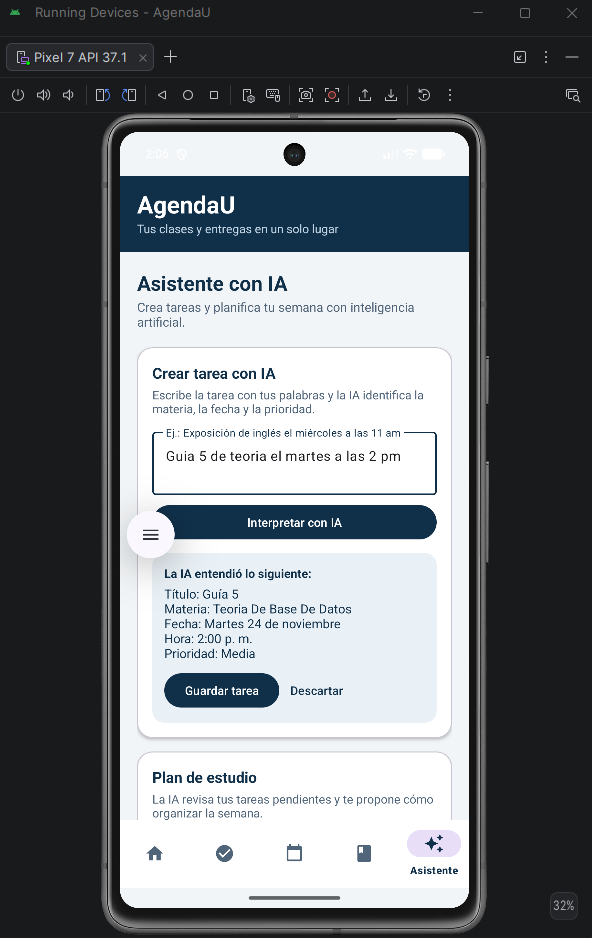 Running Devices - AgendaU
Pixel 7 API 37.1
2:06
AgendaU
Tus clases y entregas en un solo lugar
Asistente con IA
Crea tareas y planifica tu semana con inteligencia
artificial.
Crear tarea con IA
Escribe la tarea con tus palabras y la IA identifica la
materia, la fecha y la prioridad.
Ej.: Exposición de inglés el miércoles a las 11 am
Guia 5 de teoria el martes a las 2 pm
Interpretar con IA
La IA entendió lo siguiente:
Título: Guía 5
Materia: Teoria De Base De Datos
Fecha: Martes 24 de noviembre
Hora: 2:00 p. m.
Prioridad: Media
Guardar tarea
Descartar
Plan de estudio
La IA revisa tus tareas pendientes y te propone cómo
organizar la semana.
Asistente
32%